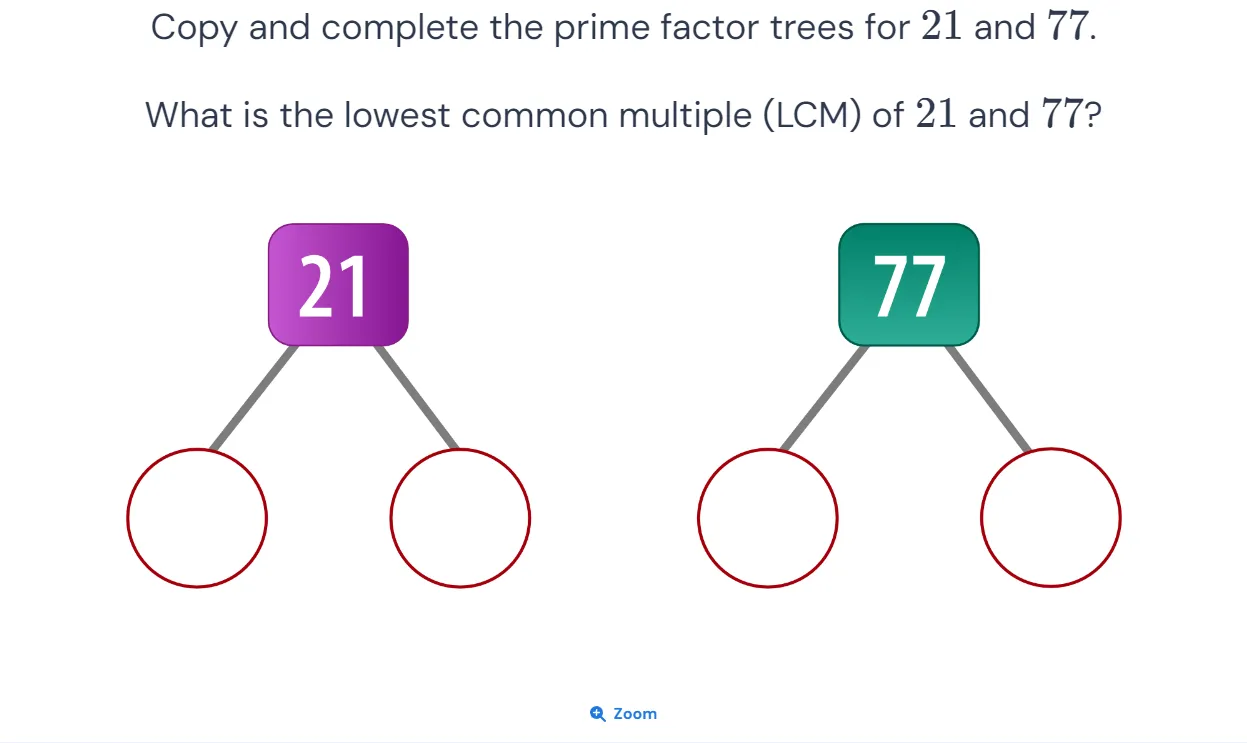 Copy and complete the prime factor trees for 21 and 77.
What is the lowest common multiple (LCM) of 21 and 77?
21
77
Zoom